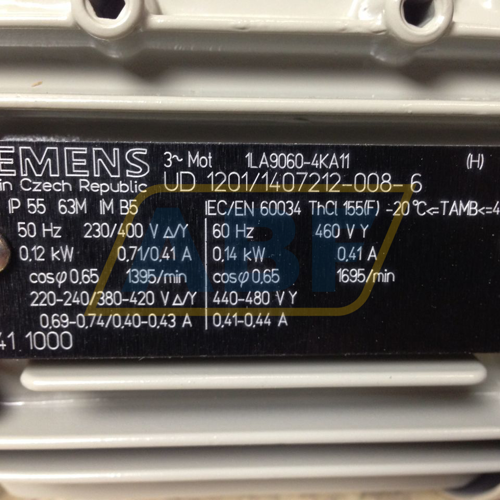 EMENS 3~ Mot 1LA9060-4KA11 (H)
in Czech Republic UD 1201/1407212-008-6
IP 55 63M IM B5 IEC/EN 60034 ThCl 155(F) -20°C<=TAMB<=4
50 Hz 230/400 V Δ/Y 60 Hz 460 V Y
0,12 kW 0,71/0,41 A 0,14 kW 0,41 A
cosφ 0,65 1395/min cosφ 0,65 1695/min
220-240/380-420 V Δ/Y 440-480 V Y
0,69-0,74/0,40-0,43 A 0,41-0,44 A
41 1000
ABF